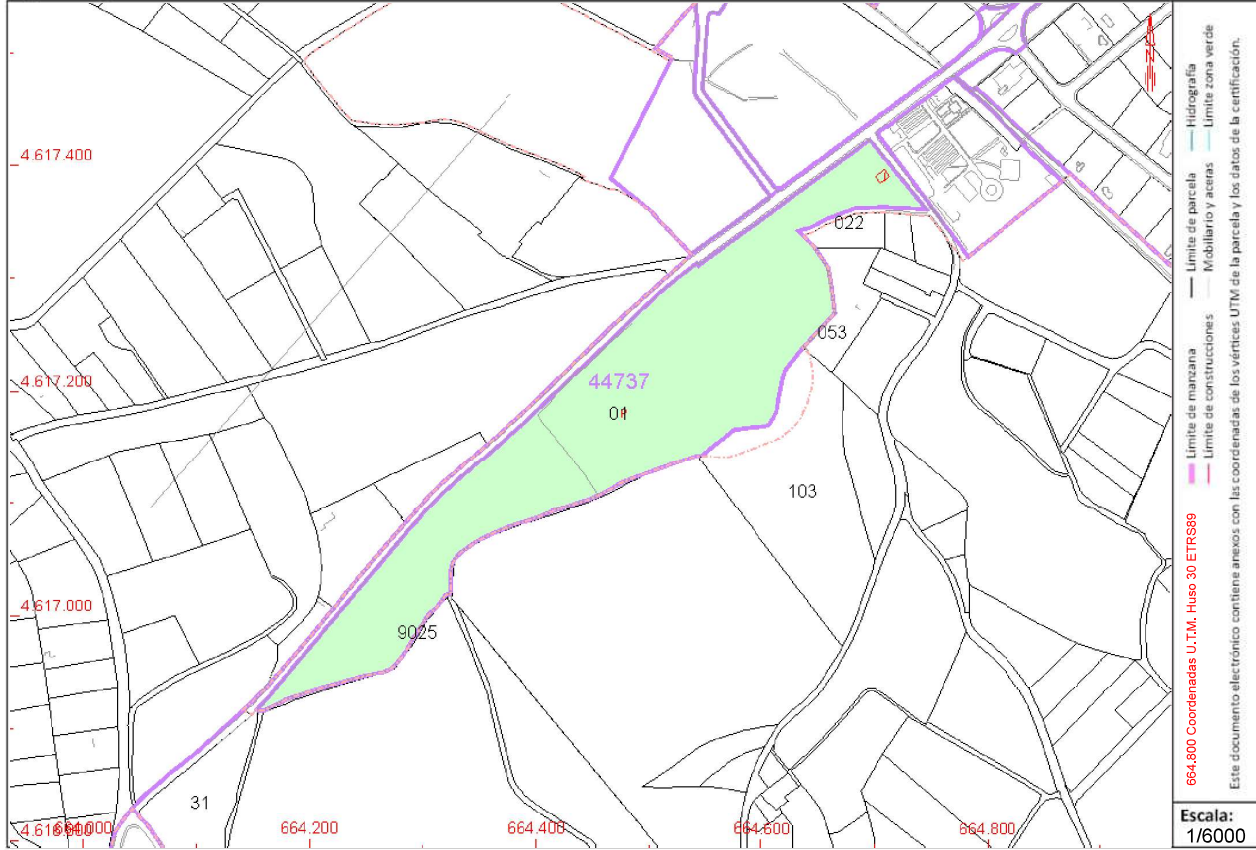 4.617.400
022
053
4.617.200
44737
01
103
4.617.000
9025
31
664.200
664.400
664.600
664.800
Límite de manzana
Límite de parcela
Hidrografía
Límite de construcciones
Mobiliario y aceras
Límite zona verde
664.800 Coordenadas U.T.M. Huso 30 ETRS89
Este documento electrónico contiene anexos con las coordenadas de los vértices UTM de la parcela y los datos de la certificación.
Escala:
1/6000